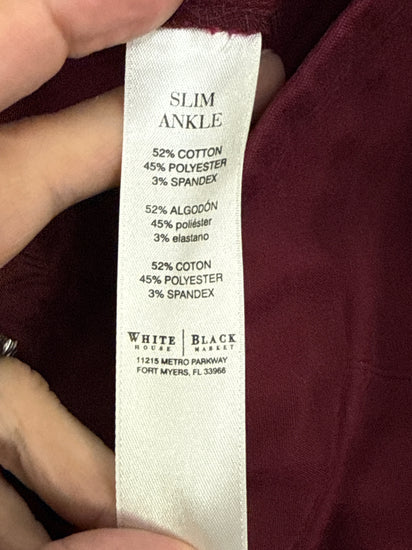 SLIM
ANKLE
52% COTTON
45% POLYESTER
3% SPANDEX
52% ALGODÓN
45% poliéster
3% elastano
52% COTON
45% POLYESTER
3% SPANDEX
WHITE | BLACK
HOUSE | MARKET
11215 METRO PARKWAY
FORT MYERS, FL 33966